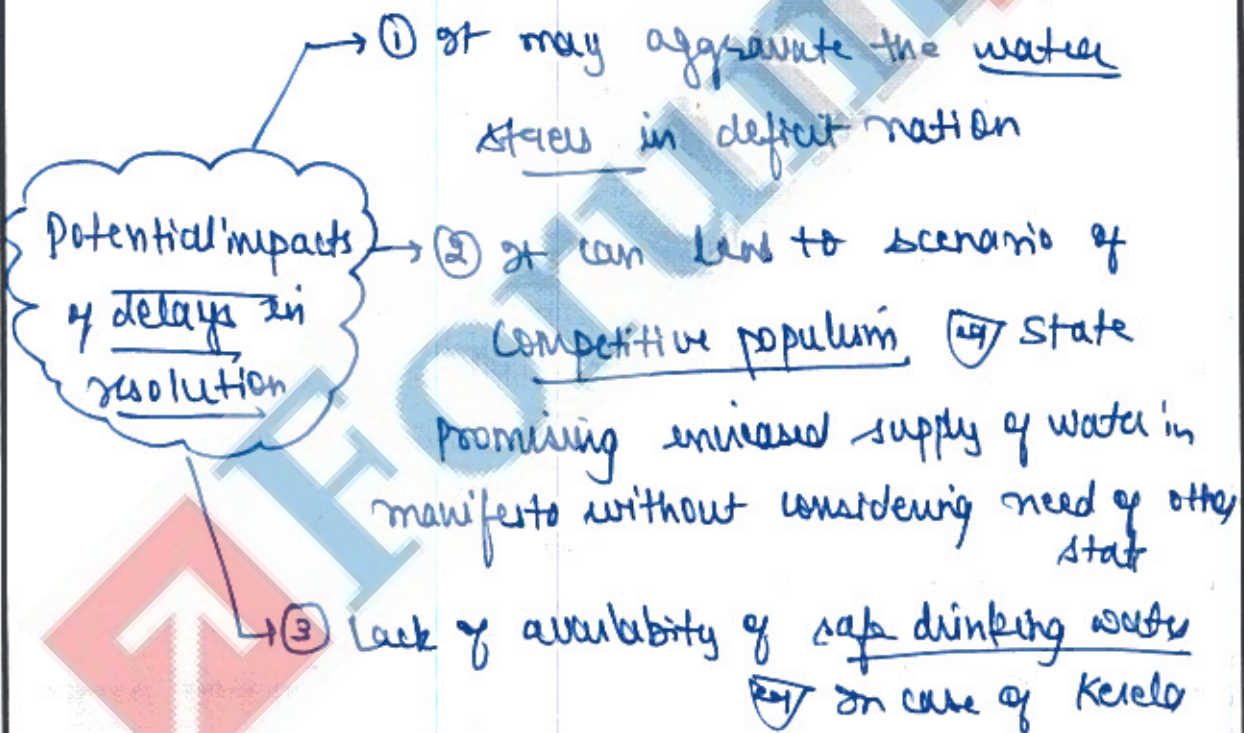 Potential impacts
of delays in
resolution
→ ① It may aggravate the water
stress in deficit nation
→ ② It can lead to scenario of
competitive populism eg State
promising increased supply of water in
manifesto without considering need of other
state
→ ③ Lack of availability of safe drinking water
eg In case of Kerela
Forum